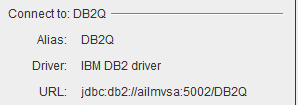 Connect to: DB2Q
Alias: DB2Q
Driver: IBM DB2 driver
URL: jdbc:db2://ailmvsa:5002/DB2Q